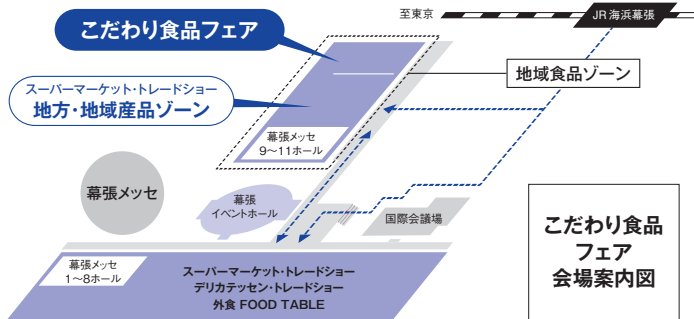 至東京
JR 海浜幕張
こだわり食品フェア
地域食品ゾーン
スーパーマーケット・トレードショー
地方・地域産品ゾーン
幕張メッセ
9～11ホール
幕張メッセ
幕張
イベントホール
国際会議場
こだわり食品
フェア
会場案内図
幕張メッセ
1～8ホール
スーパーマーケット・トレードショー
デリカテッセン・トレードショー
外食 FOOD TABLE